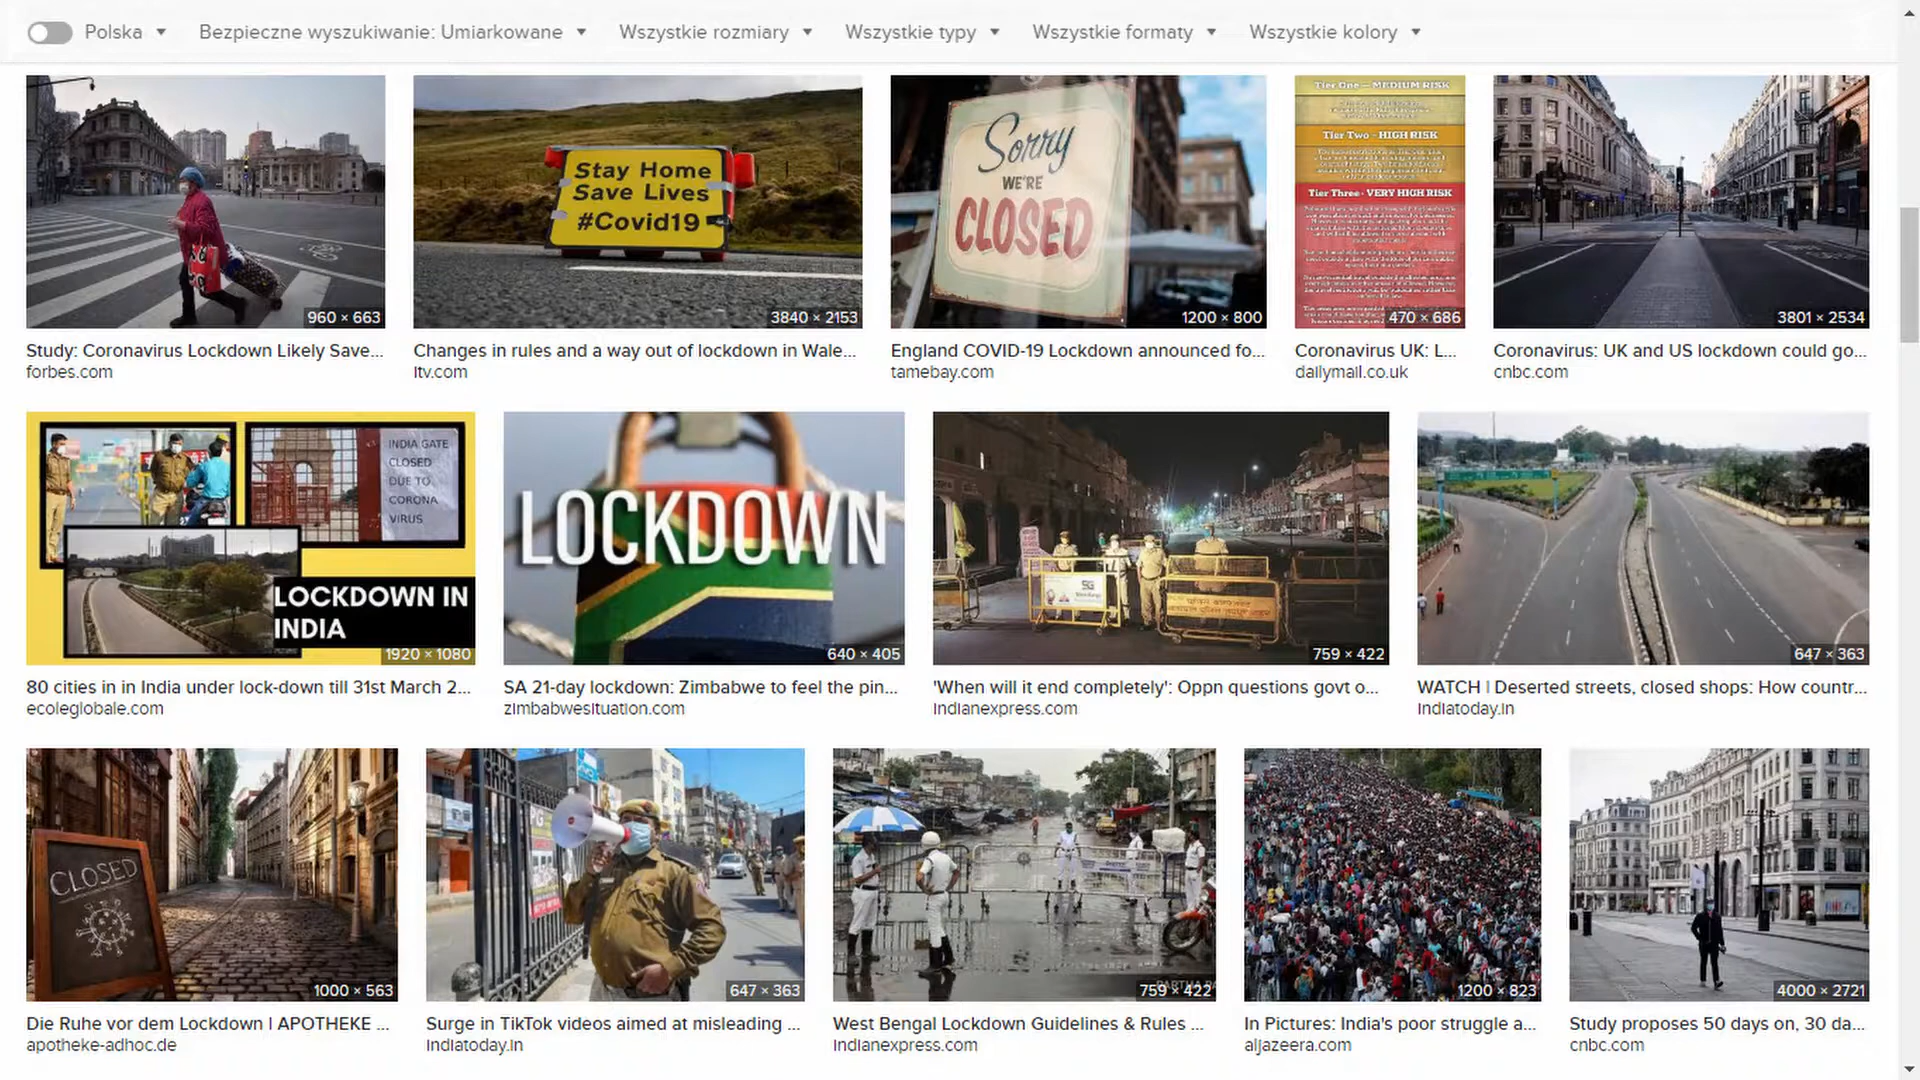 Polska
Bezpieczne wyszukiwanie: Umiarkowane
Wszystkie rozmiary
Wszystkie typy
Wszystkie formaty
Wszystkie kolory
960 × 663
Study: Coronavirus Lockdown Likely Save...
forbes.com
Stay Home
Save Lives
#Covid19
3840 × 2153
Changes in rules and a way out of lockdown in Wale...
itv.com
Sorry
WE'RE
CLOSED
1200 × 800
England COVID-19 Lockdown announced fo...
tamebay.com
Tier One – MEDIUM RISK
Tier Two - HIGH RISK
Tier Three - VERY HIGH RISK
470 × 686
Coronavirus UK: L...
dailymail.co.uk
3801 × 2534
Coronavirus: UK and US lockdown could go...
cnbc.com
INDIA GATE
CLOSED
DUE TO
CORONA
VIRUS
LOCKDOWN IN
INDIA
1920 × 1080
80 cities in in India under lock-down till 31st March 2...
ecoleglobale.com
LOCKDOWN
640 × 405
SA 21-day lockdown: Zimbabwe to feel the pin...
zimbabwesituation.com
5G
759 × 422
'When will it end completely': Oppn questions govt o...
indianexpress.com
647 × 363
WATCH | Deserted streets, closed shops: How countr...
indiatoday.in
CLOSED
1000 × 563
Die Ruhe vor dem Lockdown | APOTHEKE ...
apotheke-adhoc.de
vivo
PG
647 × 363
Surge in TikTok videos aimed at misleading ...
indiatoday.in
759 × 422
West Bengal Lockdown Guidelines & Rules ...
indianexpress.com
1200 × 823
In Pictures: India's poor struggle a...
aljazeera.com
4000 × 2721
Study proposes 50 days on, 30 da...
cnbc.com